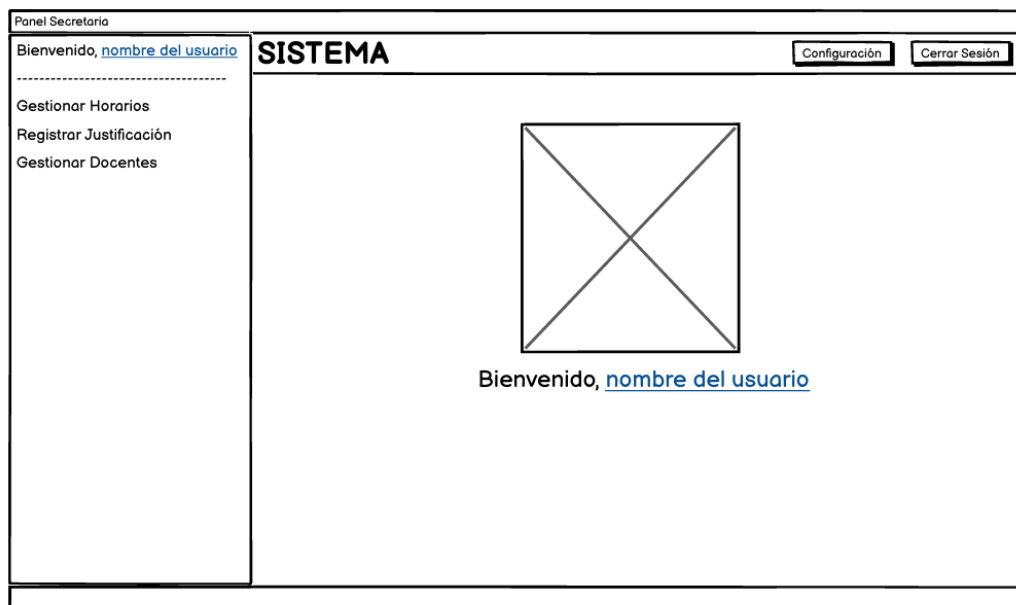 Panel Secretaria
Bienvenido, nombre del usuario
SISTEMA
Configuración
Cerrar Sesión
-------------------------------------
Gestionar Horarios
Registrar Justificación
Gestionar Docentes
Bienvenido, nombre del usuario